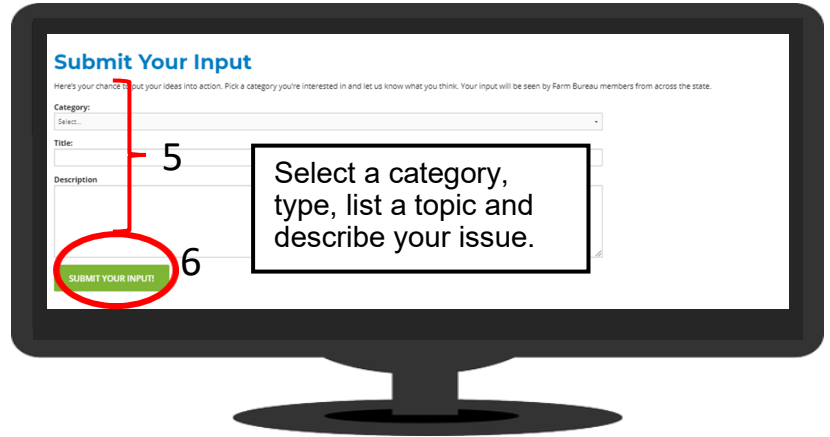 Submit Your Input
Here's your chance to put your ideas into action. Pick a category you're interested in and let us know what you think. Your input will be seen by Farm Bureau members from across the state.
Category:
Select...
Title:
5
Description
Select a category,
type, list a topic and
describe your issue.
6
SUBMIT YOUR INPUT!